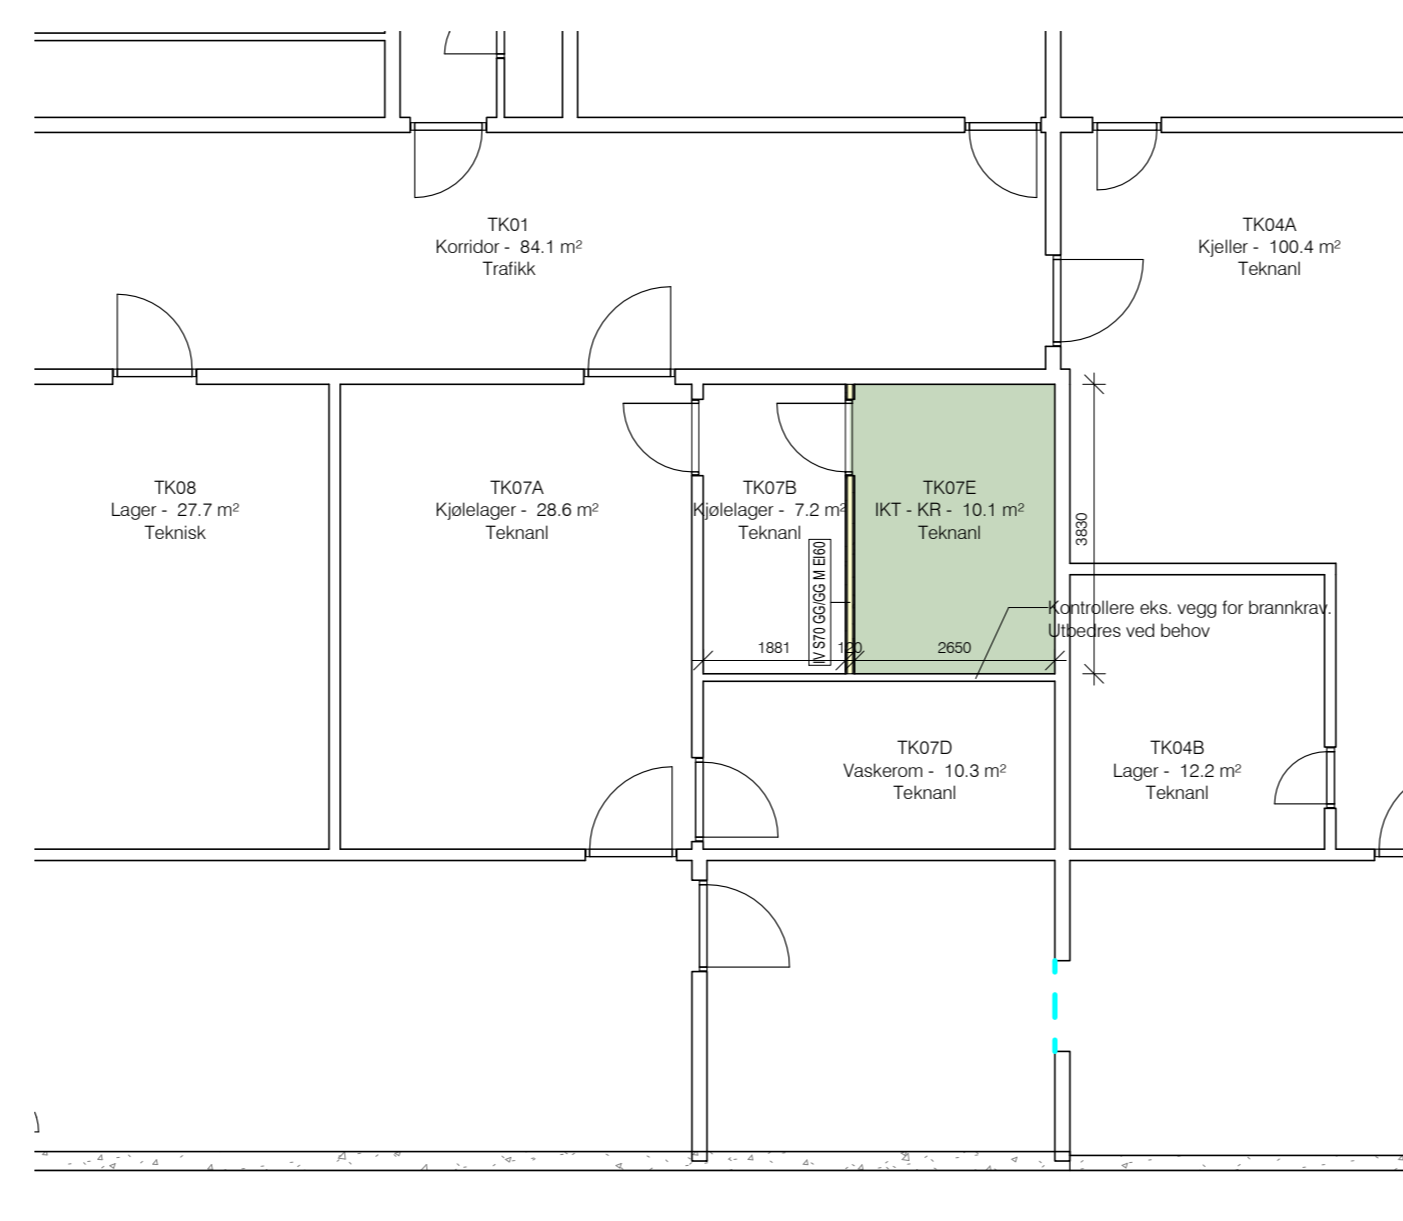 TK01
Korridor - 84.1 m²
Trafikk
TK04A
Kjeller - 100.4 m²
Teknanl
TK08
Lager - 27.7 m²
Teknisk
TK07A
Kjølelager - 28.6 m²
Teknanl
TK07B
Kjølelager - 7.2 m²
Teknanl
TK07E
IKT - KR - 10.1 m²
Teknanl
3830
IV S70 GG/GG M EI60
Kontrollere eks. vegg for brannkrav.
Utbedres ved behov
1881
120
2650
TK07D
Vaskerom - 10.3 m²
Teknanl
TK04B
Lager - 12.2 m²
Teknanl